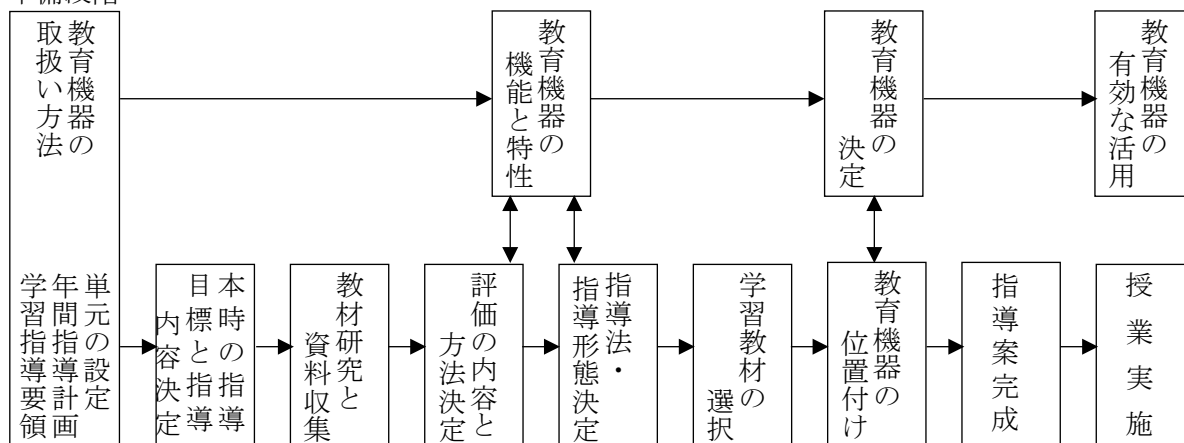 教育機器の
取扱い方法
教育機器の
機能と特性
教育機器の
決定
教育機器の
有効な活用
単元の設定
年間指導計画
学習指導要領
本時の指導
目標と指導
内容決定
教材研究と
資料収集
評価の内容と
方法決定
指導法・
指導形態決定
学習教材の
選択
教育機器の
位置付け
指導案完成
授業実施